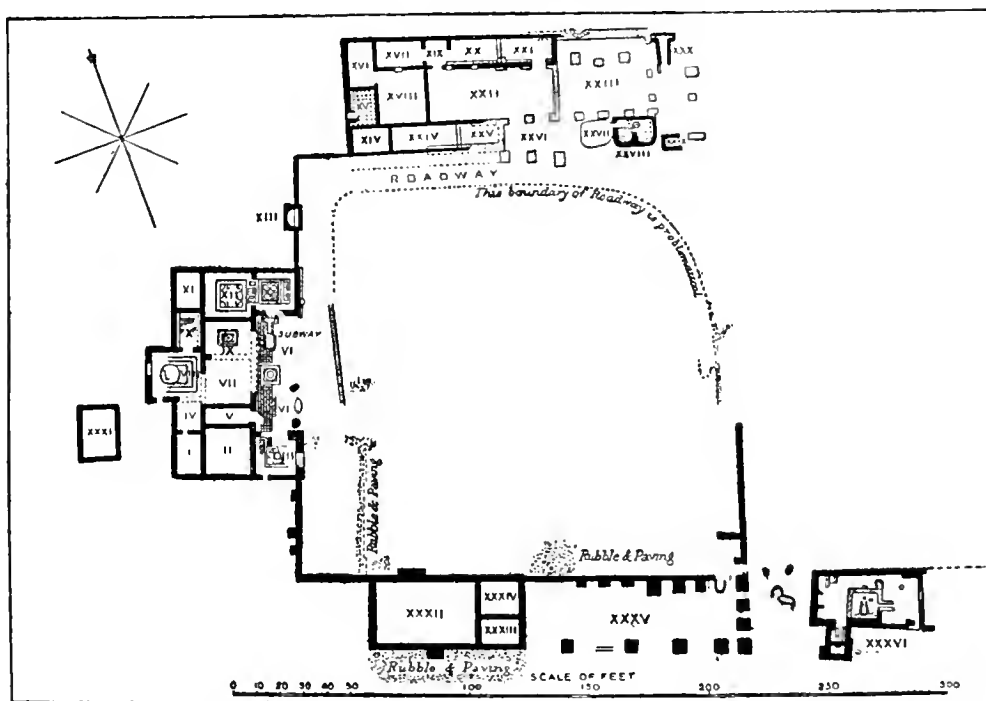 XVII XIX XX XXI XXX
XVI
XVIII XXII XXIII
XV
XIV XXIV XXV XXVI XXVII
XXVIII
ROADWAY
This boundary of Roadway is problematical
XIII
XI XII
X SUBWAY
IX VI
VII
IV V VI
XXXI
I II III
Rubble & Paving
Rubble & Paving
XXXII XXXIV XXXV
XXXIII
XXXVI
Rubble & Paving
SCALE OF FEET
0 10 20 30 40 50 100 150 200 250 300